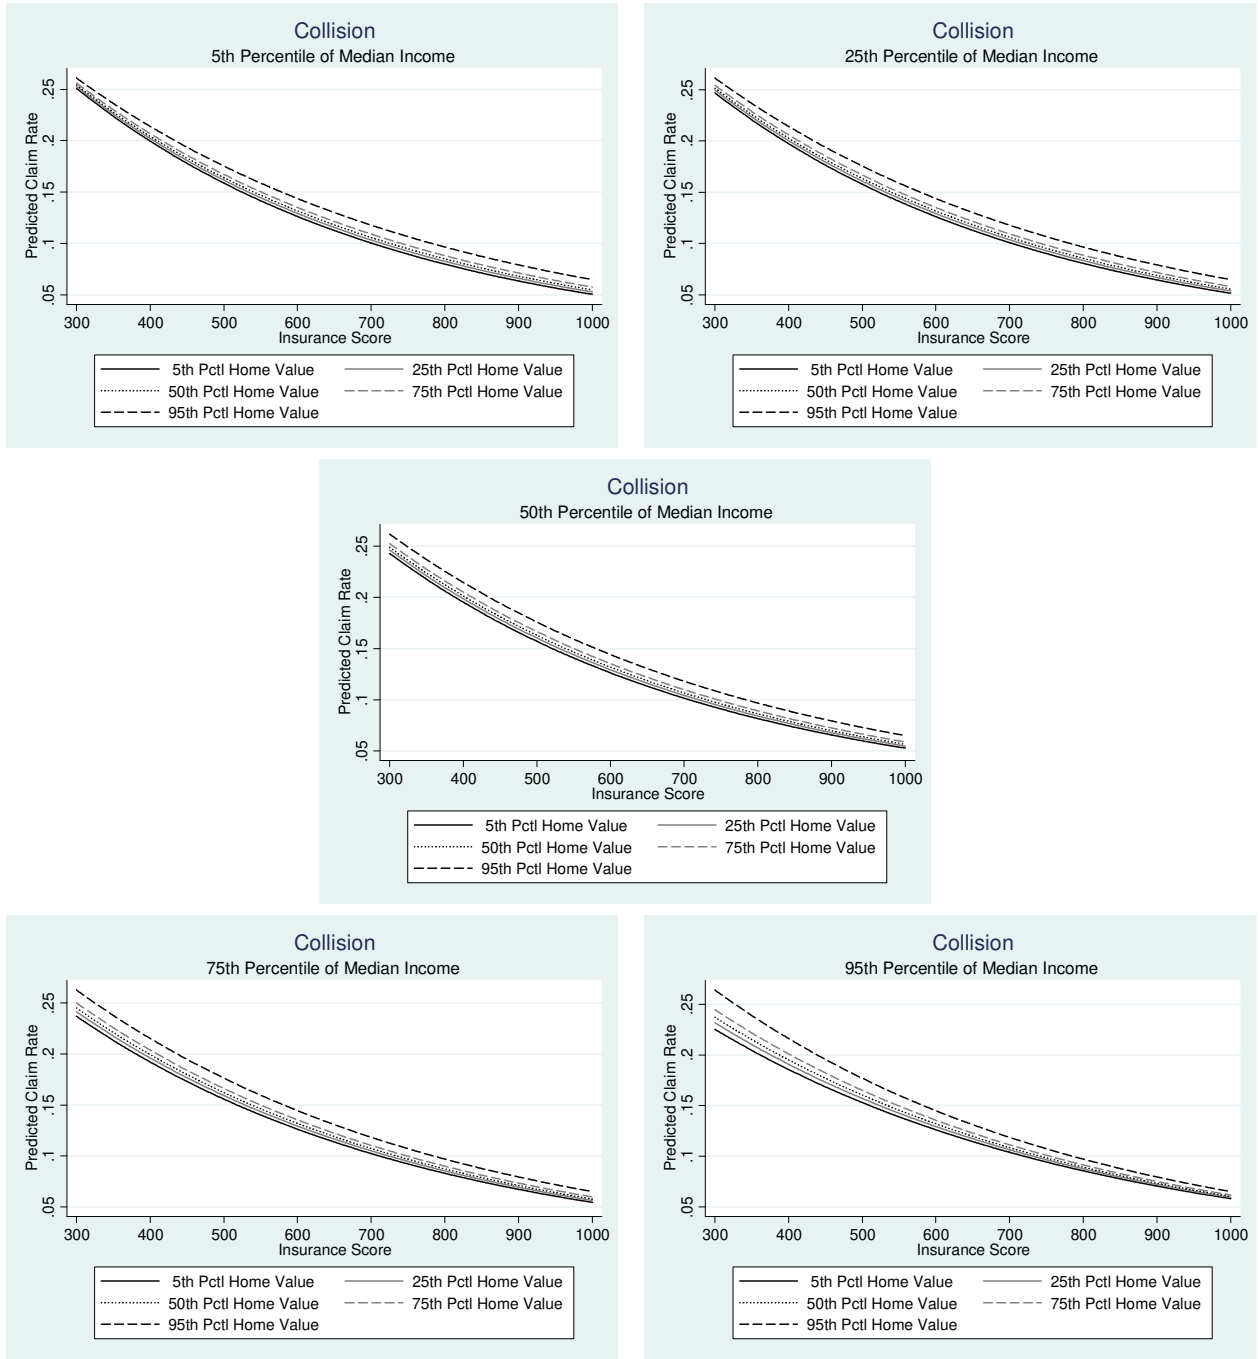 Collision
5th Percentile of Median Income
Predicted Claim Rate
.25
.2
.15
.1
.05
300 400 500 600 700 800 900 1000
Insurance Score
5th Pctl Home Value 25th Pctl Home Value
50th Pctl Home Value 75th Pctl Home Value
95th Pctl Home Value
Collision
25th Percentile of Median Income
Predicted Claim Rate
.25
.2
.15
.1
.05
300 400 500 600 700 800 900 1000
Insurance Score
5th Pctl Home Value 25th Pctl Home Value
50th Pctl Home Value 75th Pctl Home Value
95th Pctl Home Value
Collision
50th Percentile of Median Income
Predicted Claim Rate
.25
.2
.15
.1
.05
300 400 500 600 700 800 900 1000
Insurance Score
5th Pctl Home Value 25th Pctl Home Value
50th Pctl Home Value 75th Pctl Home Value
95th Pctl Home Value
Collision
75th Percentile of Median Income
Predicted Claim Rate
.25
.2
.15
.1
.05
300 400 500 600 700 800 900 1000
Insurance Score
5th Pctl Home Value 25th Pctl Home Value
50th Pctl Home Value 75th Pctl Home Value
95th Pctl Home Value
Collision
95th Percentile of Median Income
Predicted Claim Rate
.25
.2
.15
.1
.05
300 400 500 600 700 800 900 1000
Insurance Score
5th Pctl Home Value 25th Pctl Home Value
50th Pctl Home Value 75th Pctl Home Value
95th Pctl Home Value